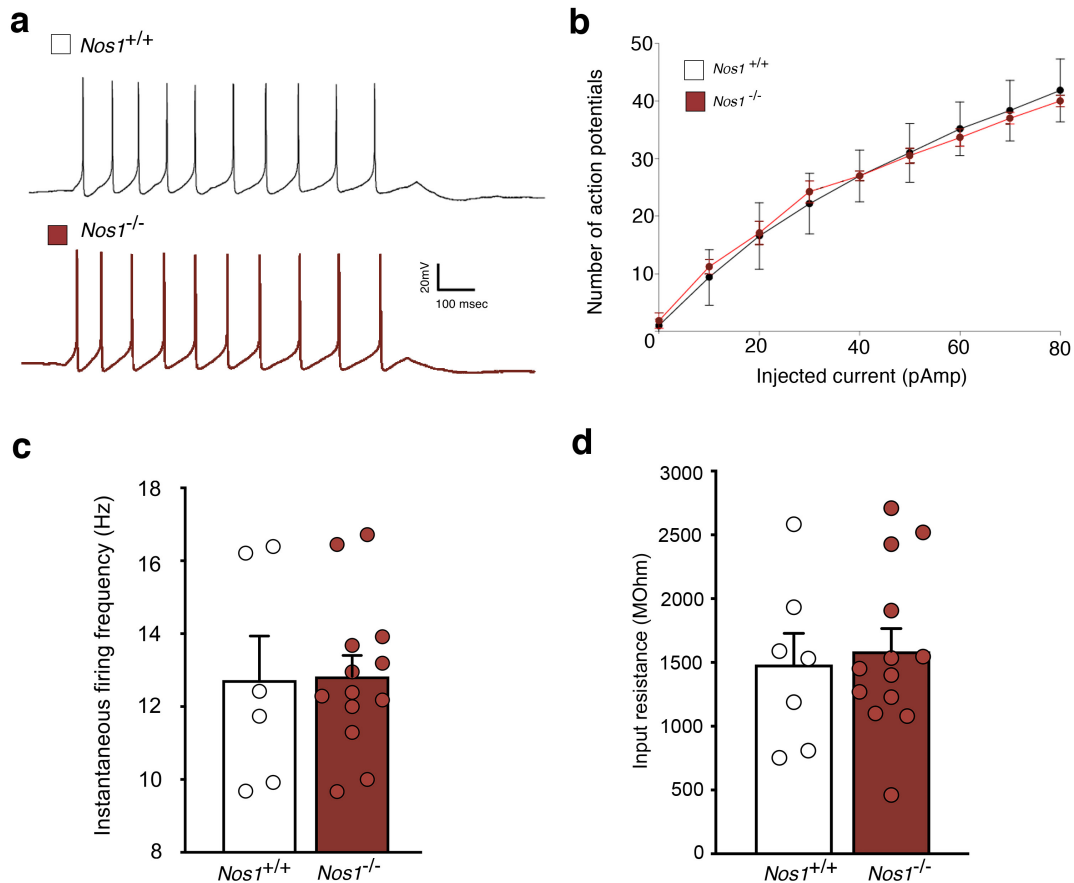 a
Nos1+/+
Nos1-/-
20mV
100 msec
b
Number of action potentials
50
40
30
20
10
0
Nos1 +/+
Nos1 -/-
0
20
40
60
80
Injected current (pAmp)
c
Instantaneous firing frequency (Hz)
18
16
14
12
10
8
Nos1+/+
Nos1-/-
d
Input resistance (MOhm)
3000
2500
2000
1500
1000
500
0
Nos1+/+
Nos1-/-